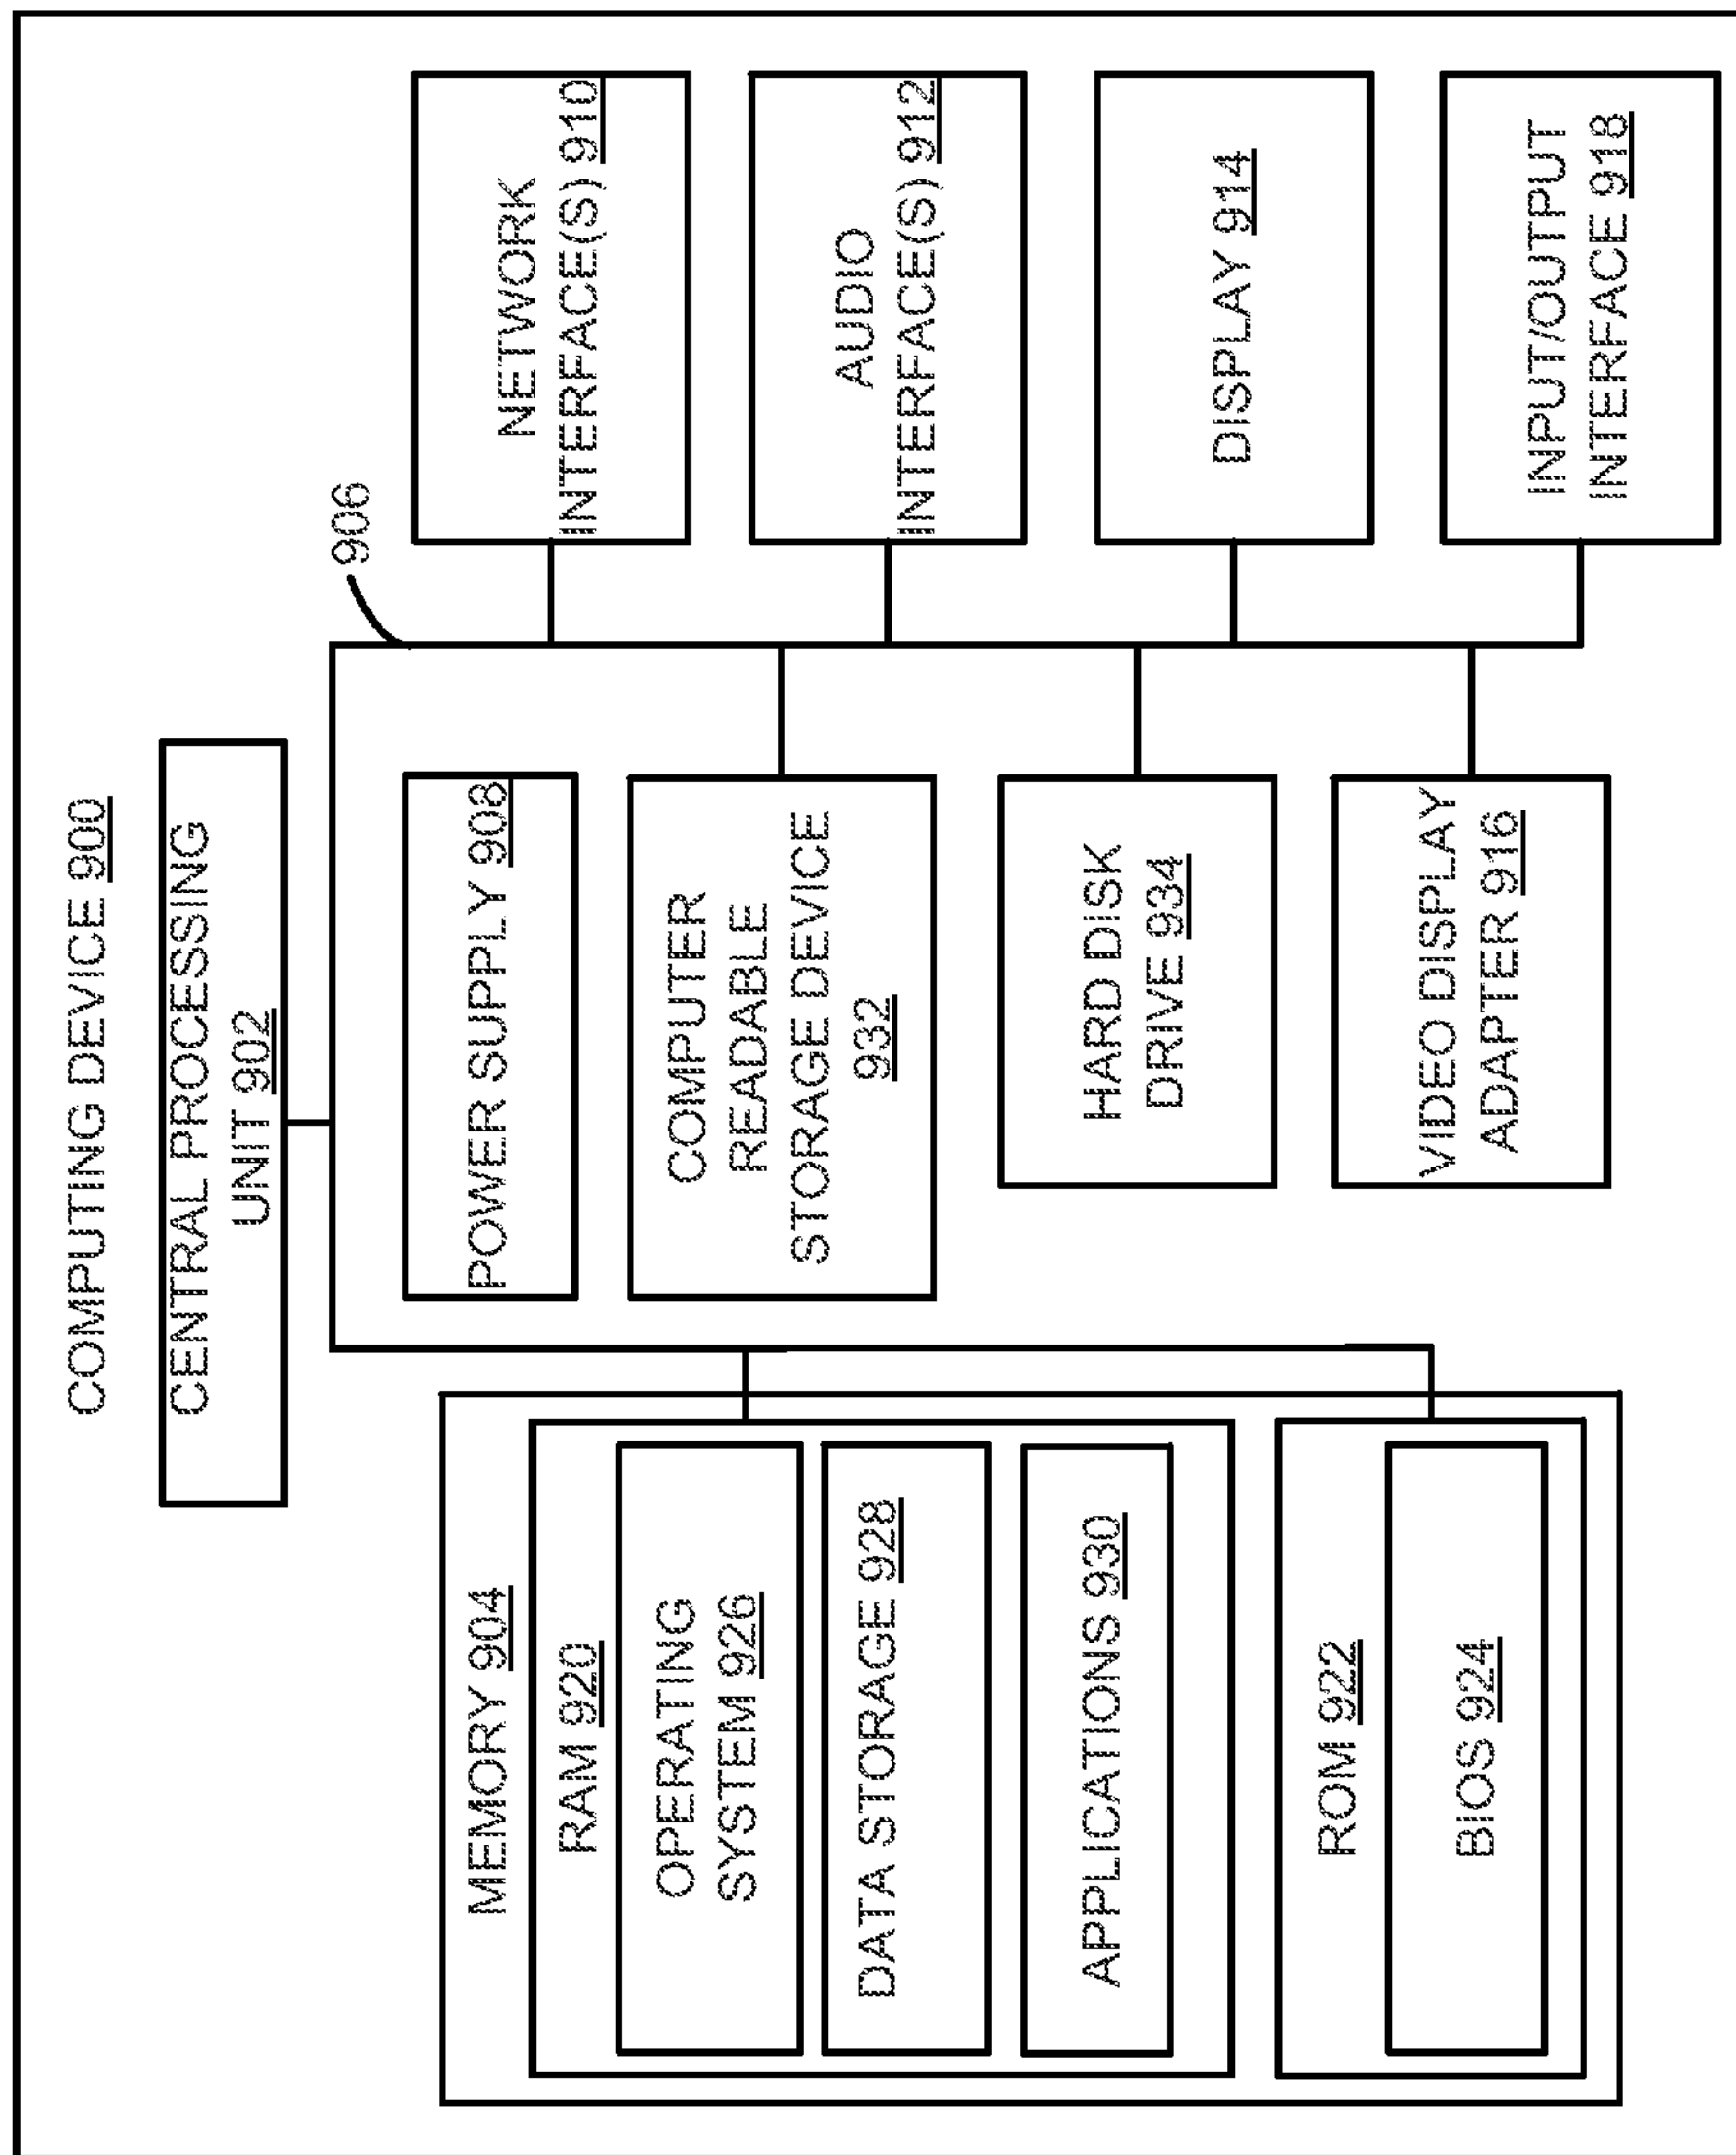 COMPUTING DEVICE 900
CENTRAL PROCESSING
UNIT 902
906
MEMORY 904
RAM 920
OPERATING
SYSTEM 926
DATA STORAGE 928
APPLICATIONS 930
ROM 922
BIOS 924
POWER SUPPLY 908
COMPUTER
READABLE
STORAGE DEVICE
932
HARD DISK
DRIVE 934
VIDEO DISPLAY
ADAPTER 916
NETWORK
INTERFACE(S) 910
AUDIO
INTERFACE(S) 912
DISPLAY 914
INPUT/OUTPUT
INTERFACE 918